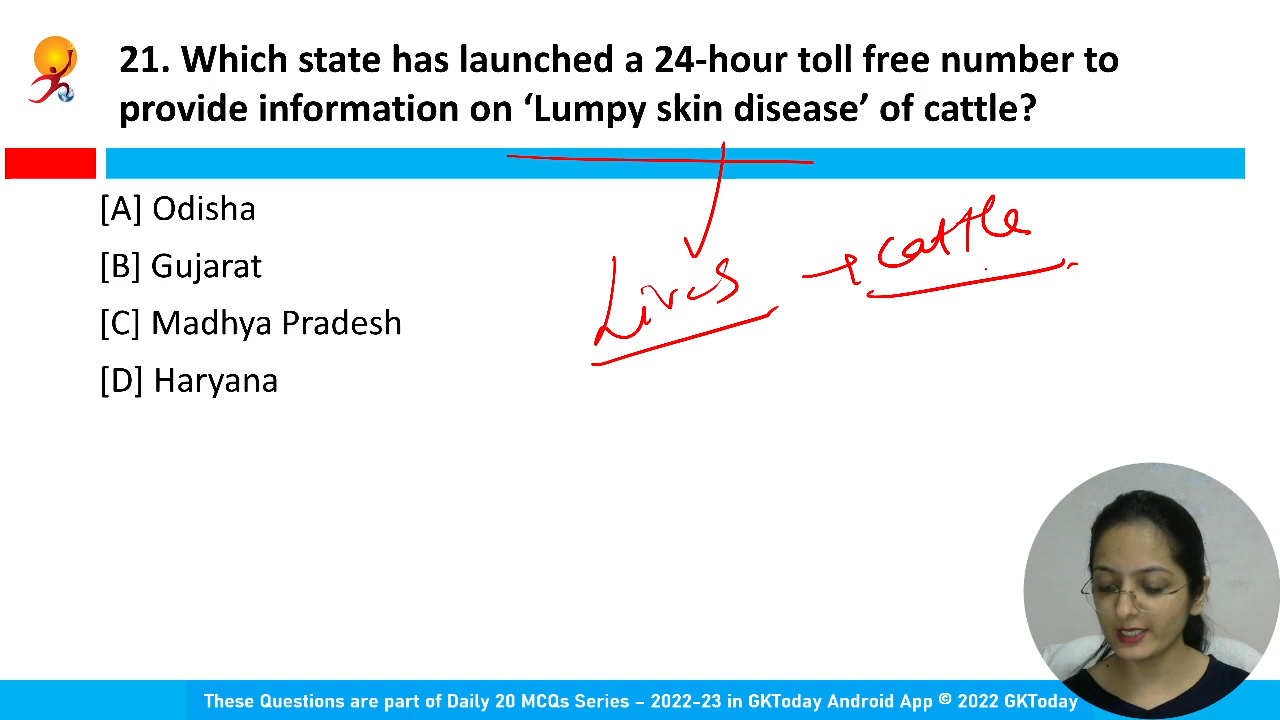 21. Which state has launched a 24-hour toll free number to
provide information on ‘Lumpy skin disease’ of cattle?
[A] Odisha
[B] Gujarat
[C] Madhya Pradesh
[D] Haryana
cattle
These Questions are part of Daily 20 MCQs Series – 2022-23 in GKToday Android App © 2022 GKToday